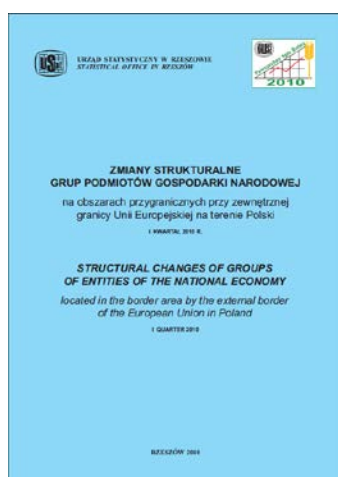 URZĄD STATYSTYCZNY W RZESZOWIE
STATISTICAL OFFICE IN RZESZÓW
2010
ZMIANY STRUKTURALNE
GRUP PODMIOTÓW GOSPODARKI NARODOWEJ
na obszarach przygranicznych przy zewnętrznej
granicy Unii Europejskiej na terenie Polski
I KWARTAŁ 2010 R.
STRUCTURAL CHANGES OF GROUPS
OF ENTITIES OF THE NATIONAL ECONOMY
located in the border area by the external border
of the European Union in Poland
I QUARTER 2010
RZESZÓW 2010